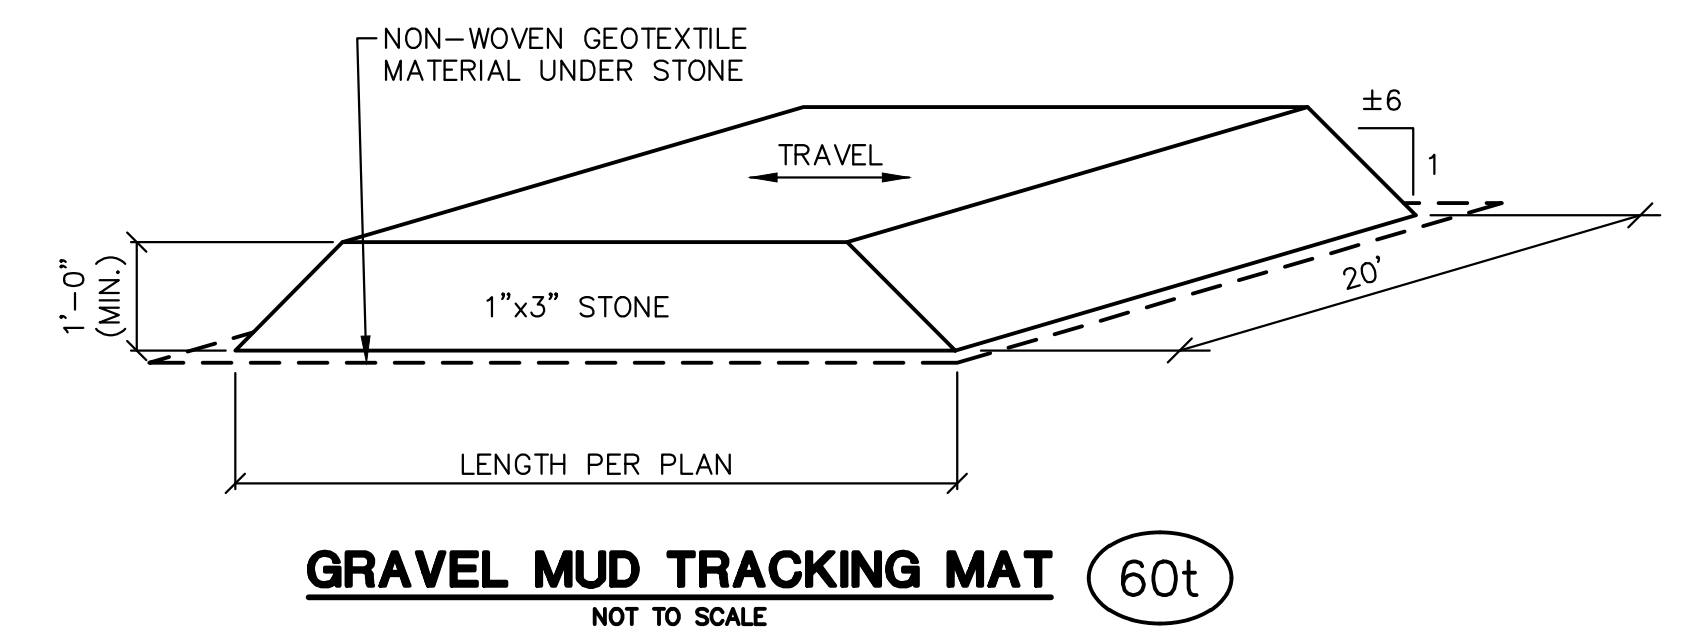 NON-WOVEN GEOTEXTILE
MATERIAL UNDER STONE
±6
1
TRAVEL
1'-0"
(MIN.)
1"x3" STONE
20'
LENGTH PER PLAN
GRAVEL MUD TRACKING MAT
60t
NOT TO SCALE